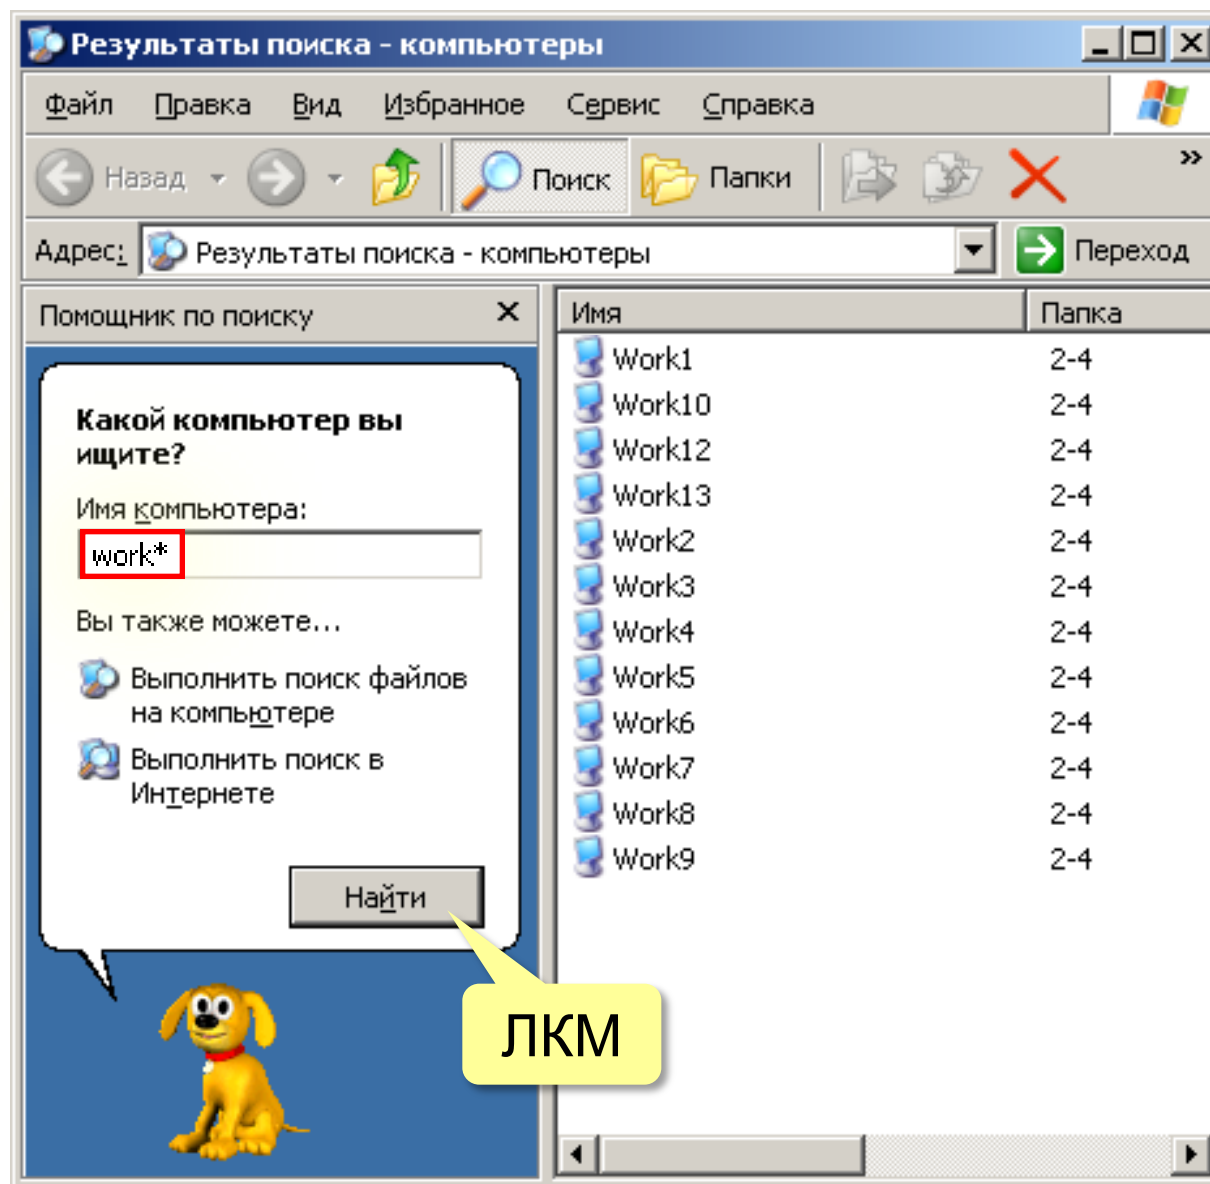 Результаты поиска - компьютеры
Файл Правка Вид Избранное Сервис Справка
Назад Поиск Папки »
Адрес: Результаты поиска - компьютеры Переход
Помощник по поиску
Какой компьютер вы
ищите?
Имя компьютера:
work*
Вы также можете...
Выполнить поиск файлов
на компьютере
Выполнить поиск в
Интернете
Найти
ЛКМ
Имя Папка
Work1 2-4
Work10 2-4
Work12 2-4
Work13 2-4
Work2 2-4
Work3 2-4
Work4 2-4
Work5 2-4
Work6 2-4
Work7 2-4
Work8 2-4
Work9 2-4